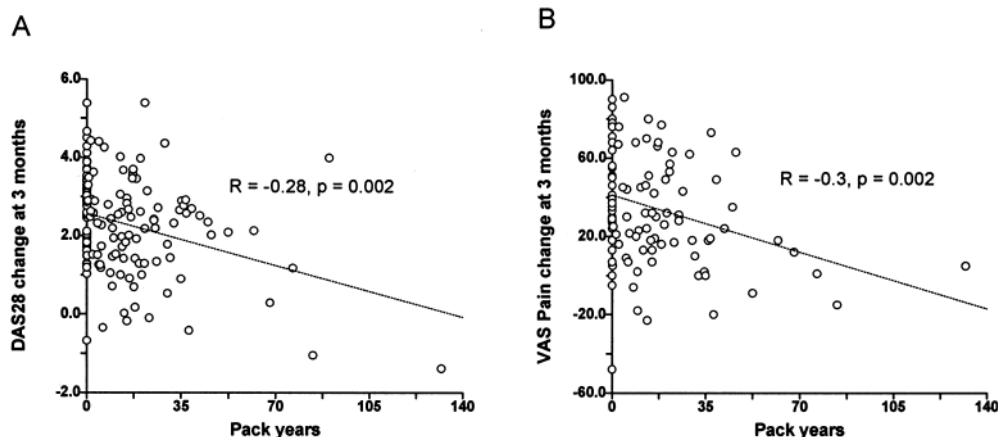 A
DAS28 change at 3 months
6.0
4.0
2.0
0.0
-2.0
R = -0.28, p = 0.002
0 35 70 105 140
Pack years
B
VAS Pain change at 3 months
100.0
60.0
20.0
-20.0
-60.0
R = -0.3, p = 0.002
0 35 70 105 140
Pack years